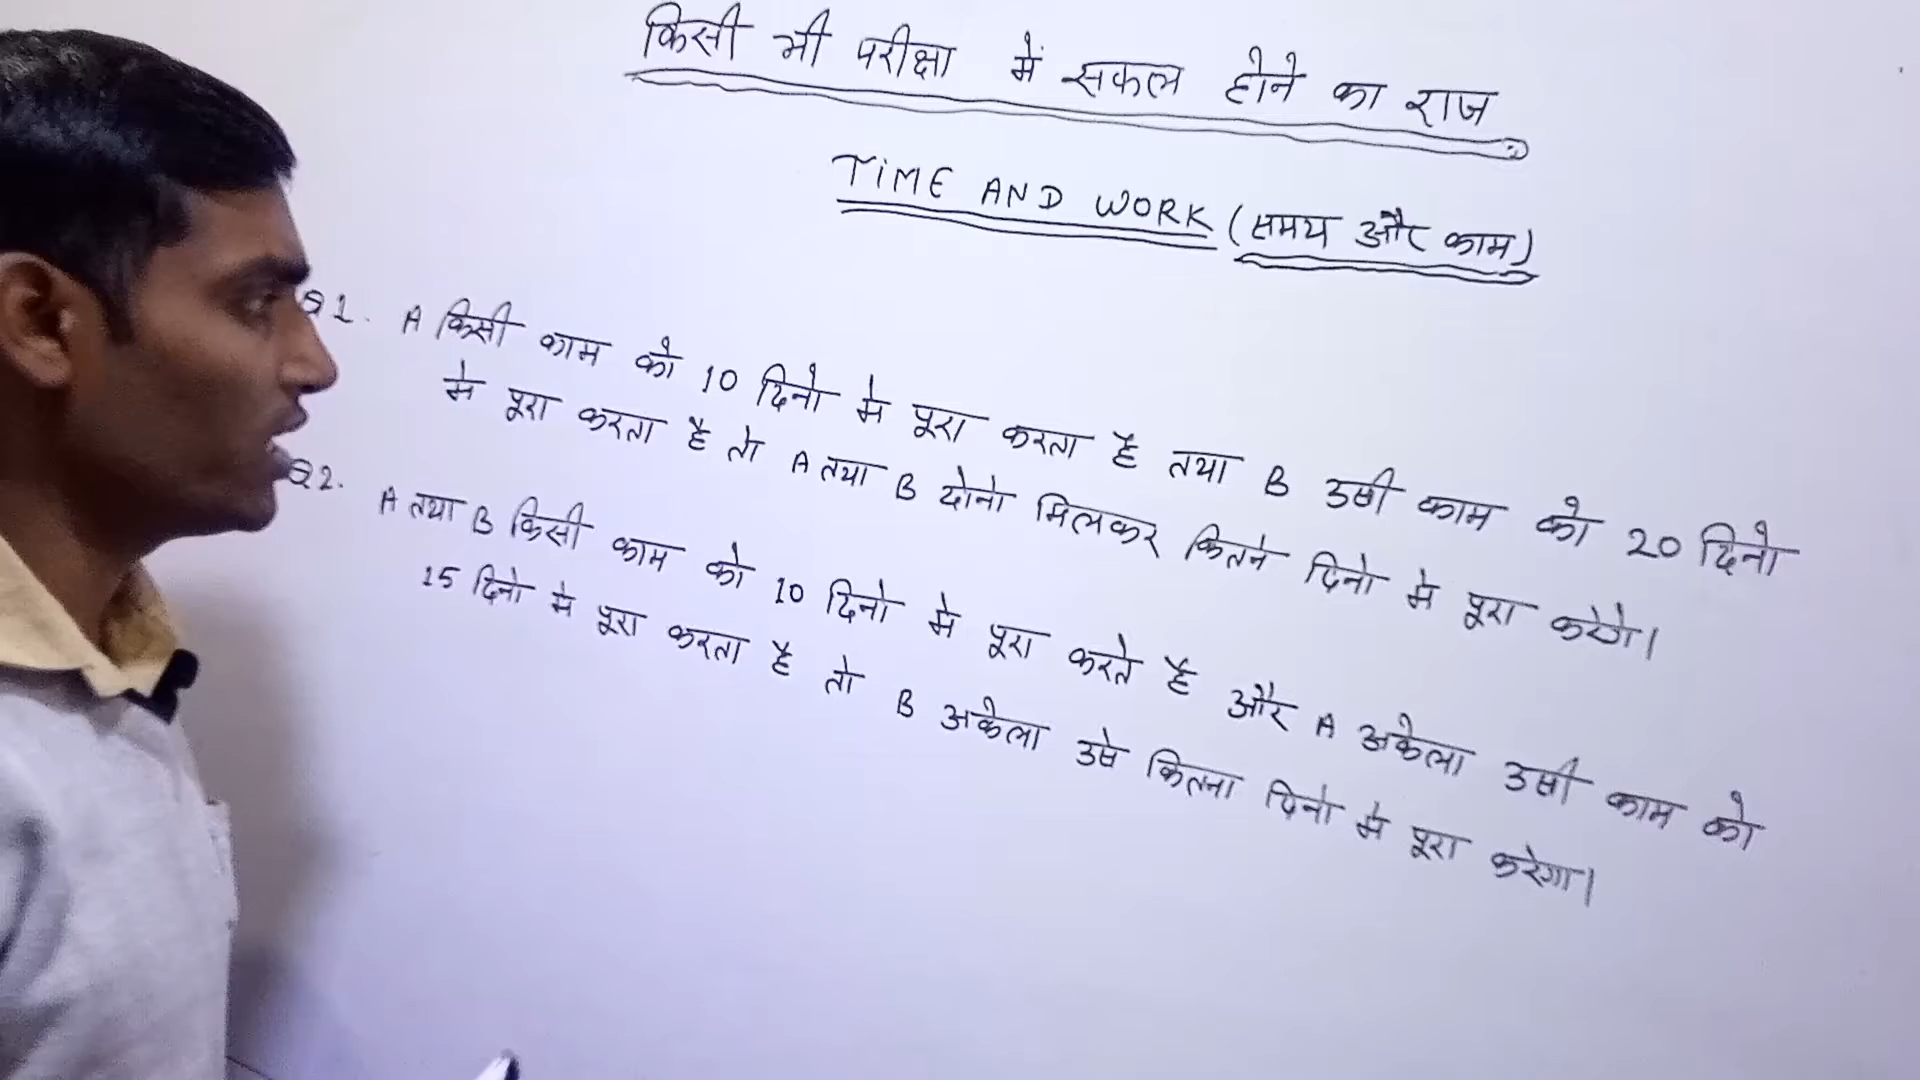 किसी भी परीक्षा में सफल होने का राज
TiME AND WORK (समय और काम)
Q1. A किसी काम को 10 दिनो मे पूरा करता है तथा B उसी काम को 20 दिनो
मे पूरा करता है तो A तथा B दोनो मिलकर कितने दिनो मे पूरा करेगे।
Q2. A तथा B किसी काम को 10 दिनो मे पूरा करते है और A अकेला उसी काम को
15 दिनो मे पूरा करता है तो B अकेला उसे कितना दिनो मे पूरा करेगा।